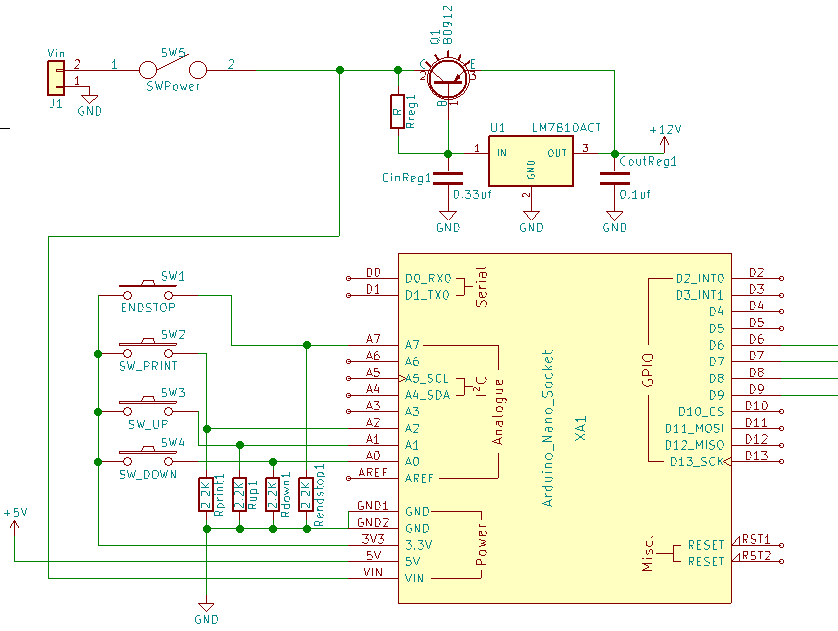 Vin
2
1
J1
GND
1
SW5
2
SWPower
Q1
BD912
C
2
E
3
B
1
R
Rreg1
U1
LM7810ACT
1
IN
OUT
3
GND
2
+12V
CinReg1
0.33uf
CoutReg1
0.1uf
GND
GND
GND
SW1
ENDSTOP
SW2
SW_PRINT
SW3
SW_UP
SW4
SW_DOWN
2.2K
Rprint1
2.2K
Rup1
2.2K
Rdown1
2.2K
Rendstop1
+5V
GND
D0 D0_RX0
D1 D1_TX0
Serial
A7 A7
A6 A6
A5 A5_SCL
A4 A4_SDA
I²C
A3 A3
A2 A2
A1 A1
A0 A0
AREF AREF
Analogue
GND1 GND
GND2 GND
3V3 3.3V
5V 5V
VIN VIN
Power
Arduino_Nano_Socket
XA1
GPIO
D2_INT0 D2
D3_INT1 D3
D4 D4
D5 D5
D6 D6
D7 D7
D8 D8
D9 D9
D10_CS D10
D11_MOSI D11
D12_MISO D12
D13_SCK D13
Misc.
RESET RST1
RESET RST2